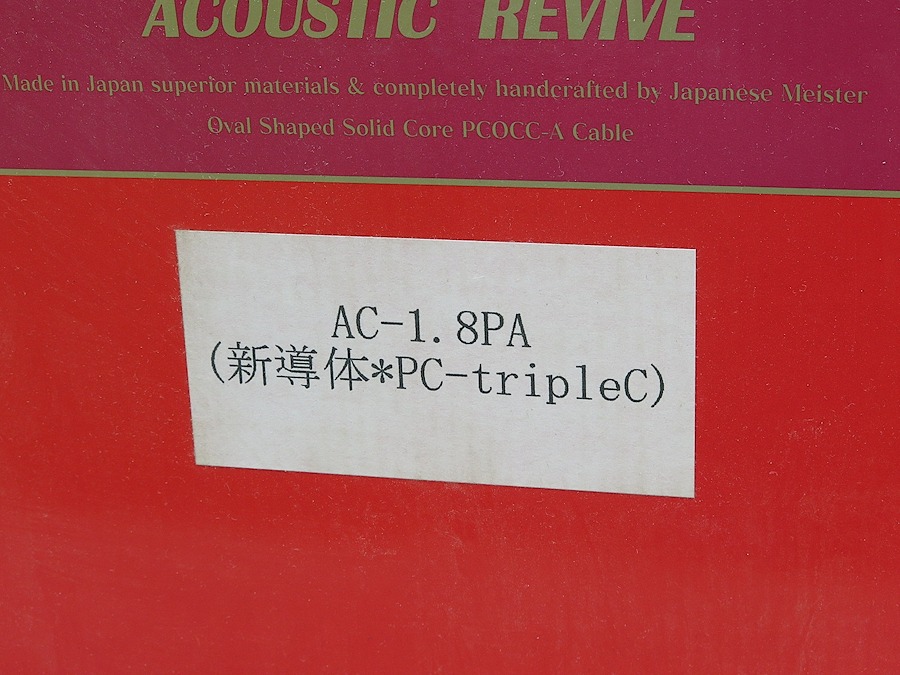 ACOUSTIC REVIVE
Made in Japan superior materials & completely handcrafted by Japanese Meister
Oval Shaped Solid Core PCOCC-A Cable
AC-1.8PA
(新導体*PC-tripleC)